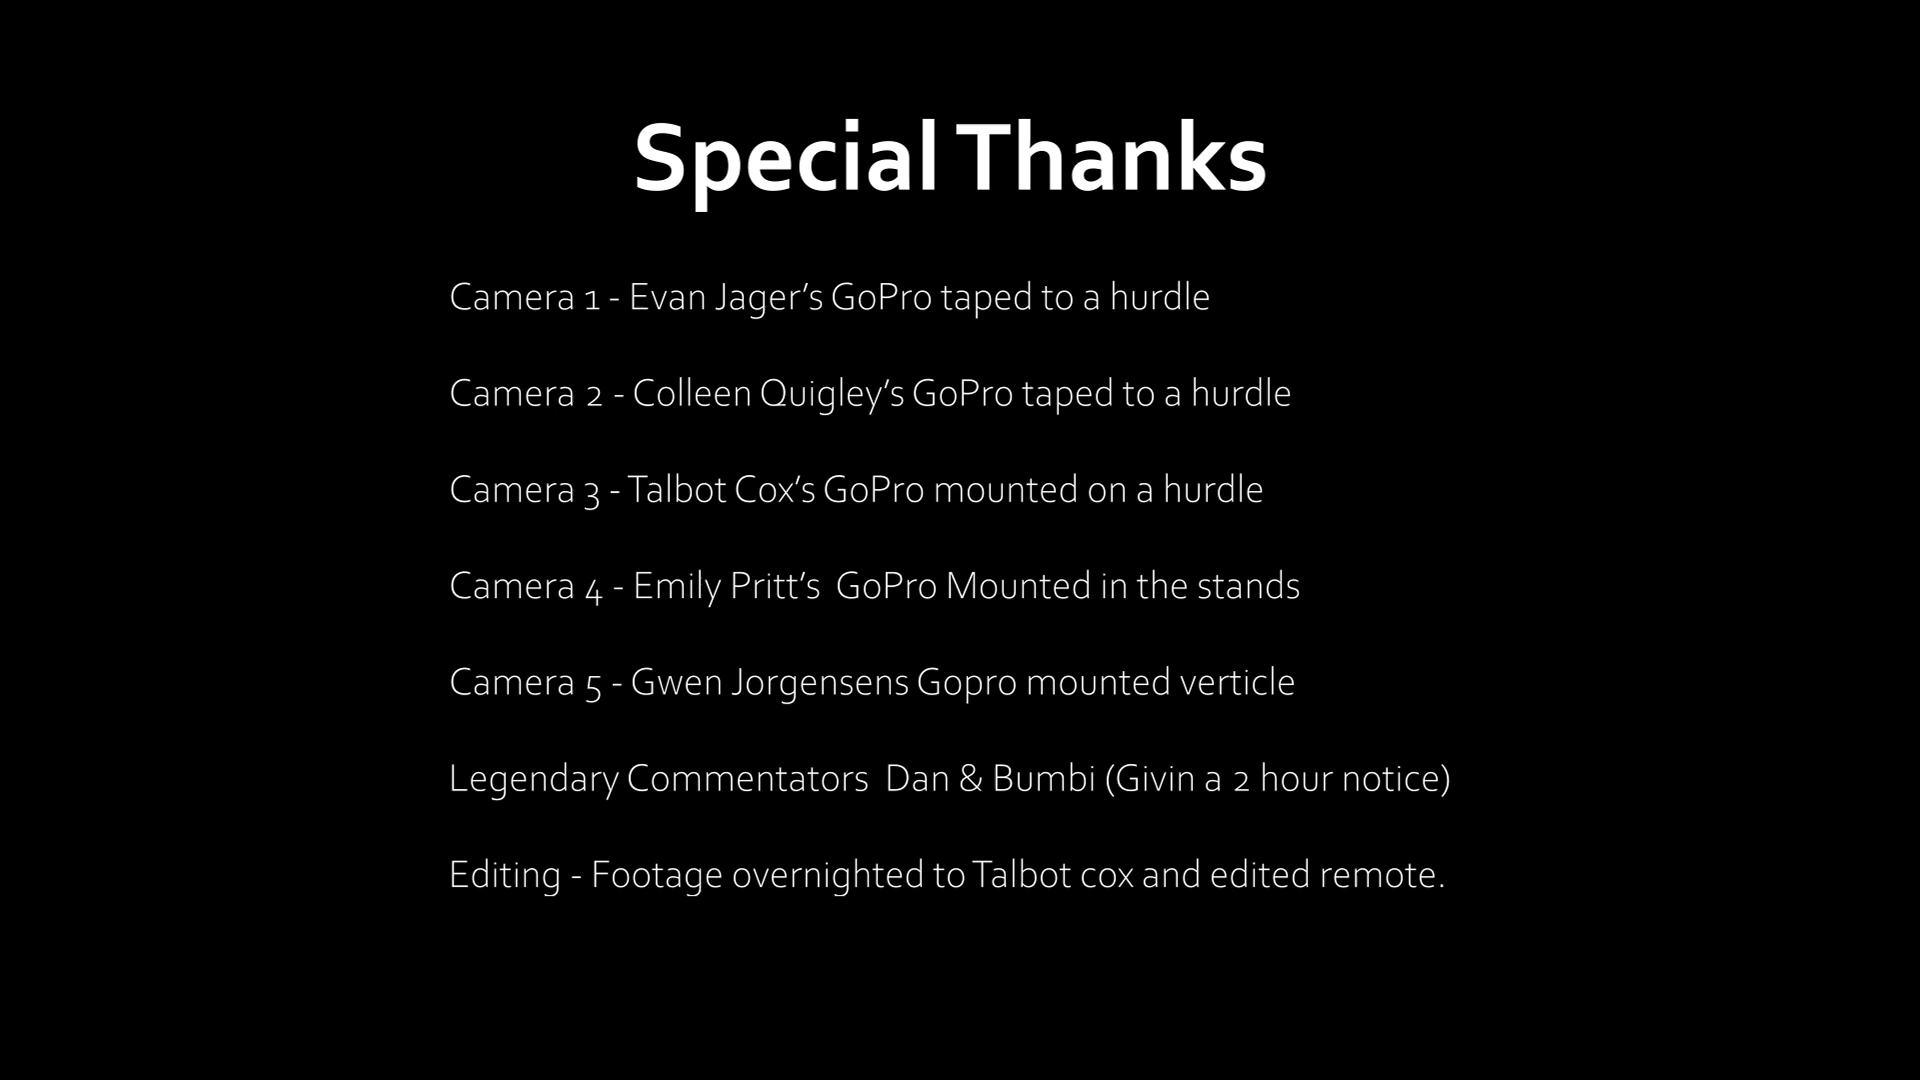 Special Thanks
Camera 1 - Evan Jager’s GoPro taped to a hurdle
Camera 2 - Colleen Quigley’s GoPro taped to a hurdle
Camera 3 - Talbot Cox’s GoPro mounted on a hurdle
Camera 4 - Emily Pritt’s  GoPro Mounted in the stands
Camera 5 - Gwen Jorgensens Gopro mounted verticle
Legendary Commentators  Dan & Bumbi (Givin a 2 hour notice)
Editing - Footage overnighted to Talbot cox and edited remote.